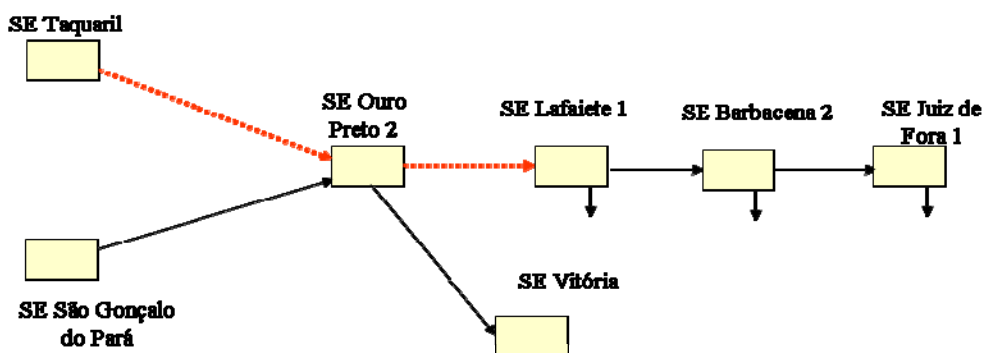 SE Taquaril
SE Ouro
Preto 2
SE Lafaiete 1
SE Barbacena 2
SE Juiz de
Fora 1
SE São Gonçalo
do Pará
SE Vitória